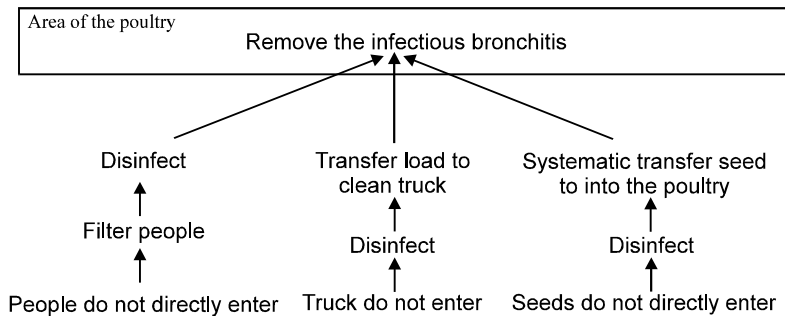 Area of the poultry
Remove the infectious bronchitis
Disinfect
Transfer load to
clean truck
Systematic transfer seed
to into the poultry
Filter people
Disinfect
Disinfect
People do not directly enter
Truck do not enter
Seeds do not directly enter